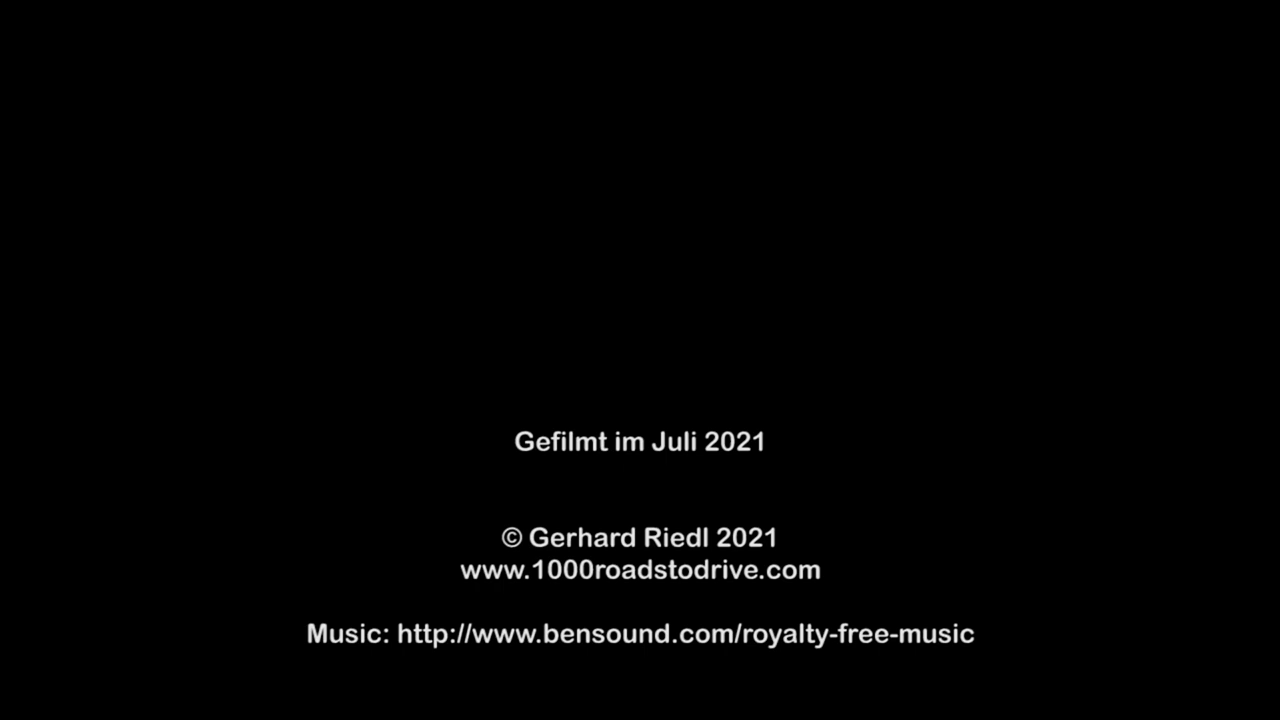 Gefilmt im Juli 2021
© Gerhard Riedl 2021
www.1000roadstodrive.com
Music: http://www.bensound.com/royalty-free-music